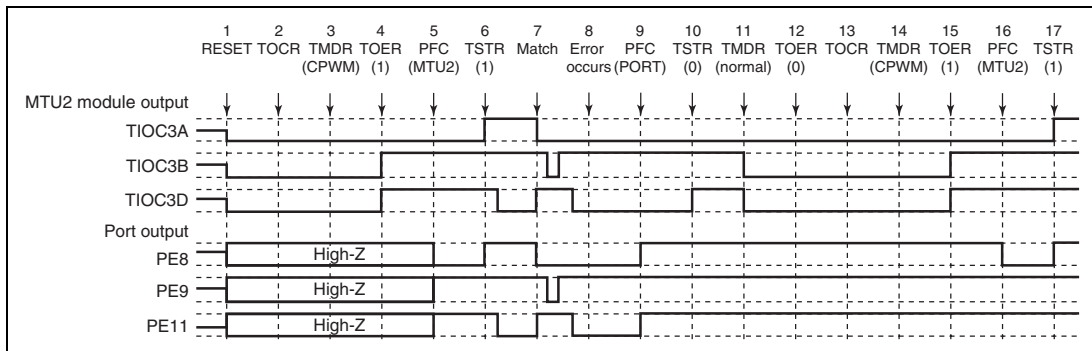 1 2 3 4 5 6 7 8 9 10 11 12 13 14 15 16 17
RESET TOCR TMDR TOER PFC TSTR Match Error PFC TSTR TMDR TOER TOCR TMDR TOER PFC TSTR
(CPWM) (1) (MTU2) (1) occurs (PORT) (0) (normal) (0) (CPWM) (1) (MTU2) (1)
MTU2 module output
TIOC3A
TIOC3B
TIOC3D
Port output
PE8 High-Z
PE9 High-Z
PE11 High-Z